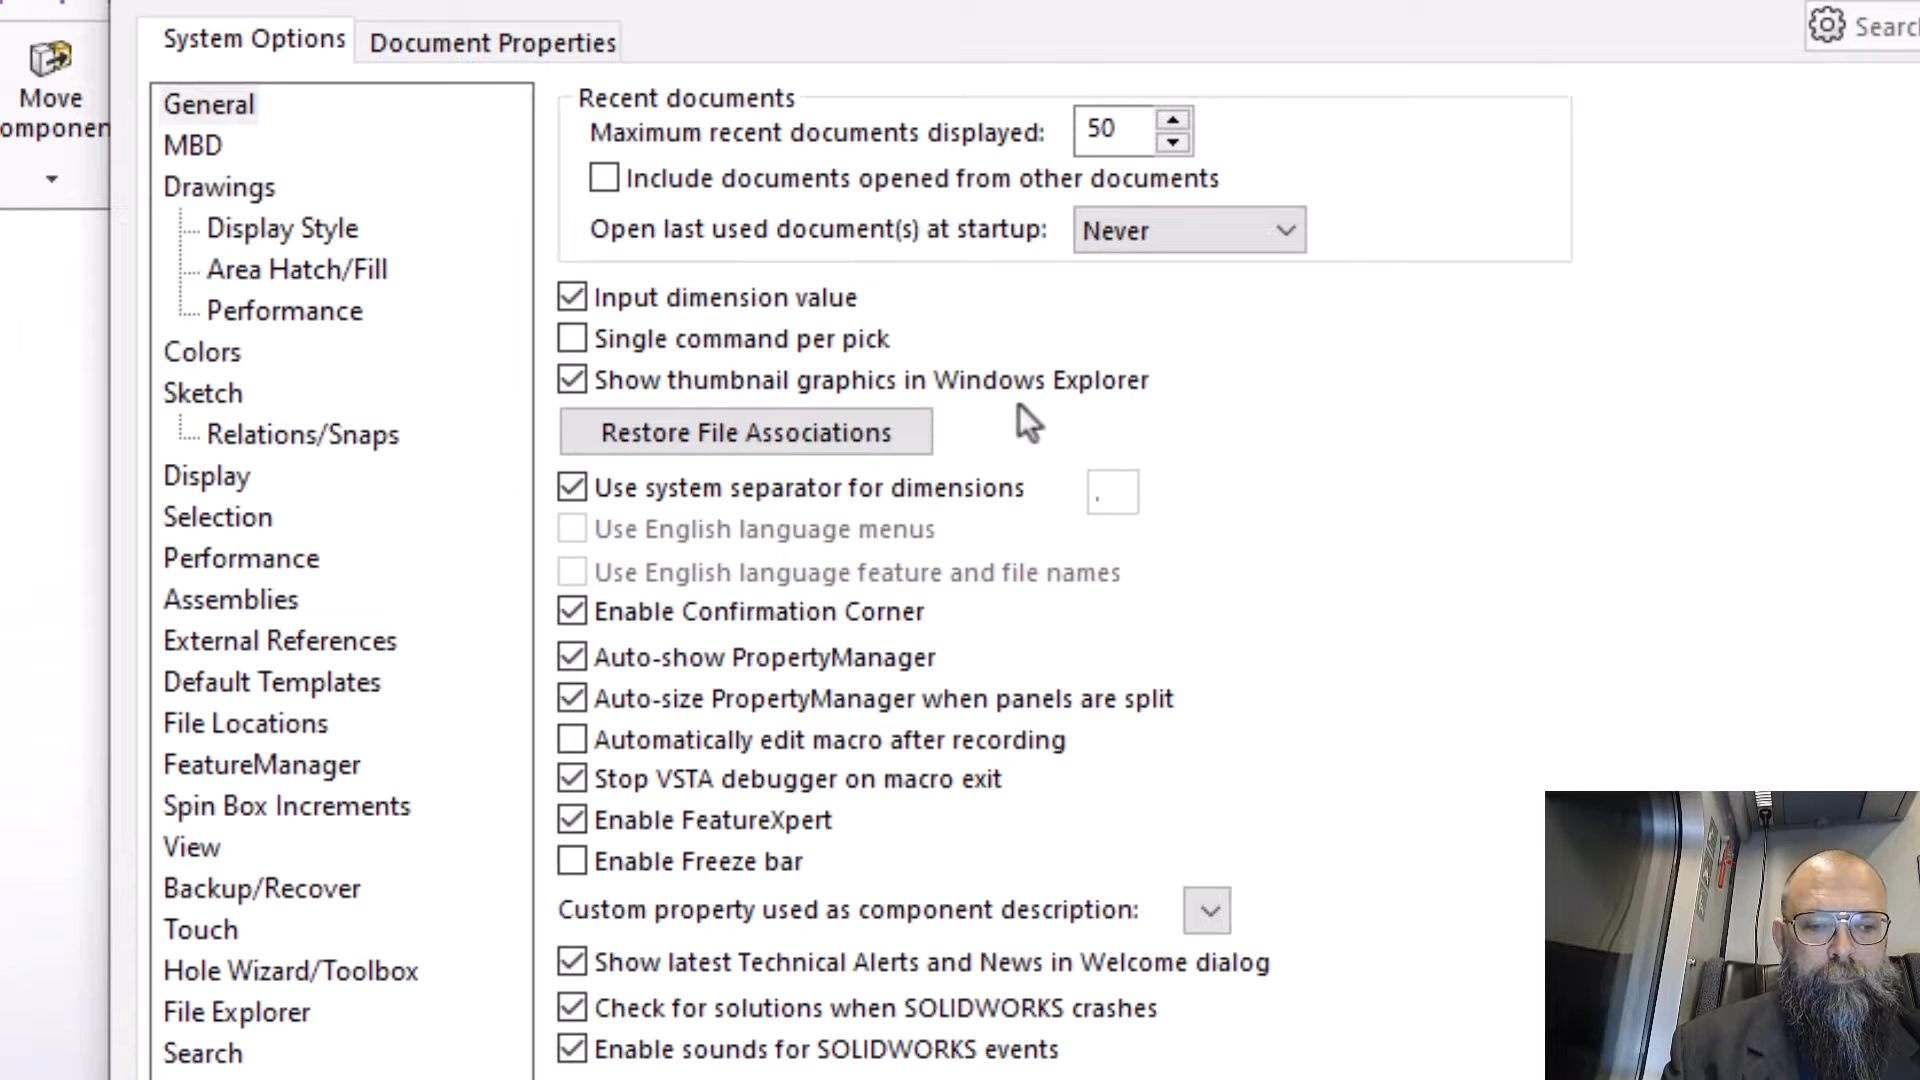 System Options
Document Properties
Searc
Move
omponen
General
MBD
Drawings
Display Style
Area Hatch/Fill
Performance
Colors
Sketch
Relations/Snaps
Display
Selection
Performance
Assemblies
External References
Default Templates
File Locations
FeatureManager
Spin Box Increments
View
Backup/Recover
Touch
Hole Wizard/Toolbox
File Explorer
Search
Recent documents
Maximum recent documents displayed: 50
Include documents opened from other documents
Open last used document(s) at startup: Never
Input dimension value
Single command per pick
Show thumbnail graphics in Windows Explorer
Restore File Associations
Use system separator for dimensions .
Use English language menus
Use English language feature and file names
Enable Confirmation Corner
Auto-show PropertyManager
Auto-size PropertyManager when panels are split
Automatically edit macro after recording
Stop VSTA debugger on macro exit
Enable FeatureXpert
Enable Freeze bar
Custom property used as component description:
Show latest Technical Alerts and News in Welcome dialog
Check for solutions when SOLIDWORKS crashes
Enable sounds for SOLIDWORKS events